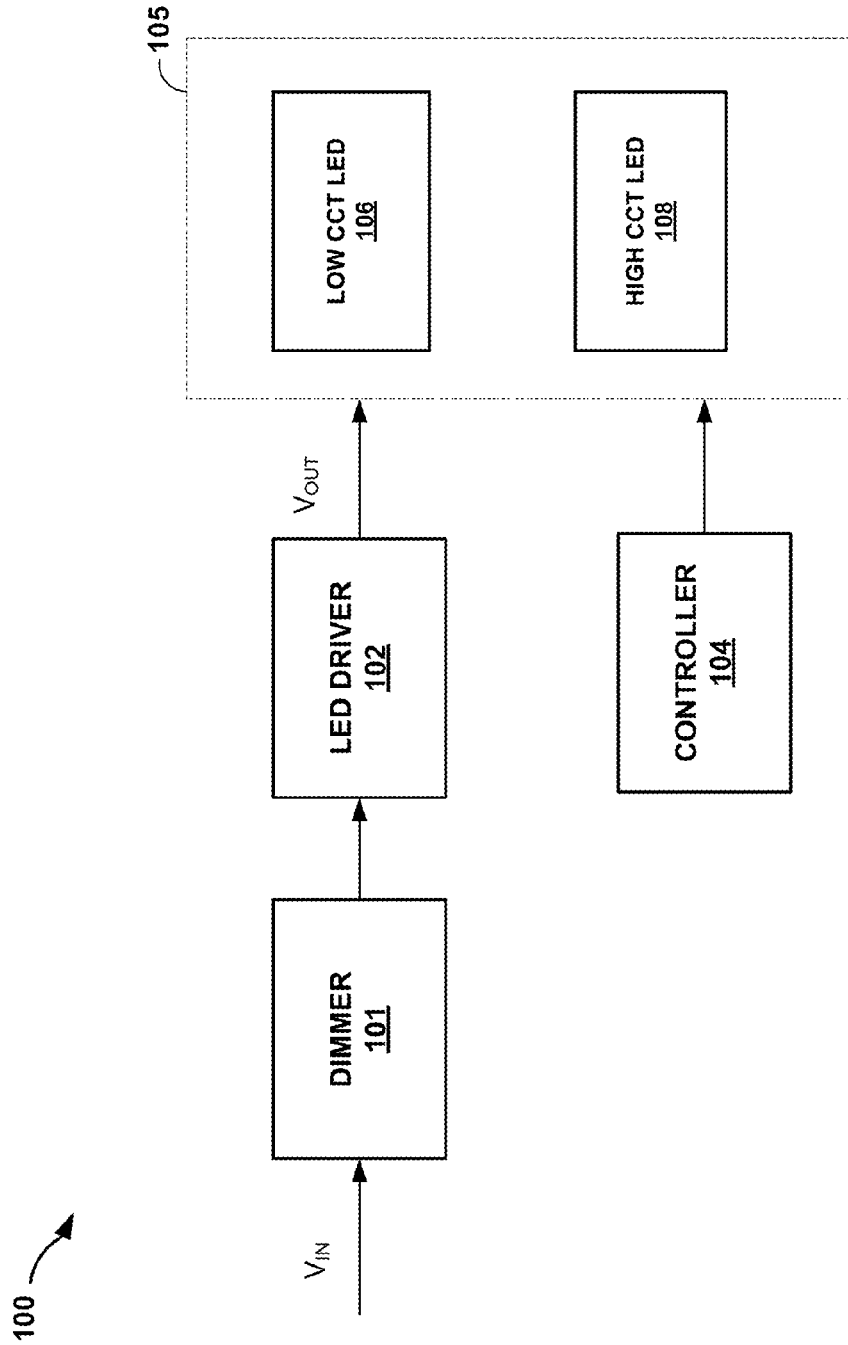 100
V_IN
DIMMER
101
LED DRIVER
102
V_OUT
CONTROLLER
104
105
LOW CCT LED
106
HIGH CCT LED
108